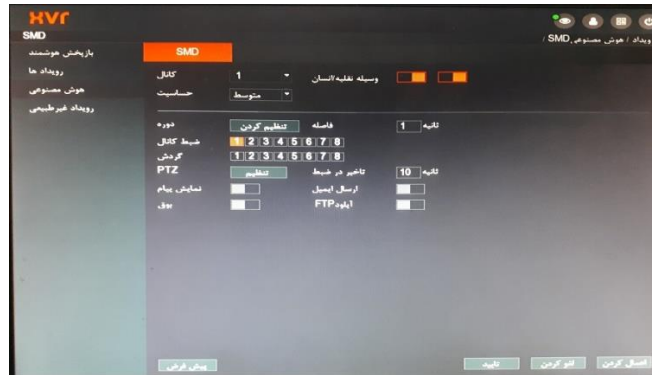 XVR
SMD
ویداد / هوش مصنوعی SMD /
بازپخش هوشمند
رویداد ها
هوش مصنوعی
رویداد غیرطبیعی
SMD
کانال 1 وسیله نقلیه/انسان
حساسیت متوسط
دوره تنظیم کردن فاصله 1 ثانیه
ضبط کانال 1 2 3 4 5 6 7 8
گردش 1 2 3 4 5 6 7 8
PTZ تنظیم تاخیر در ضبط 10 ثانیه
نمایش پیام ارسال ایمیل
بوق آپلود FTP
پیش فرض تایید لغو کردن اعمال کردن